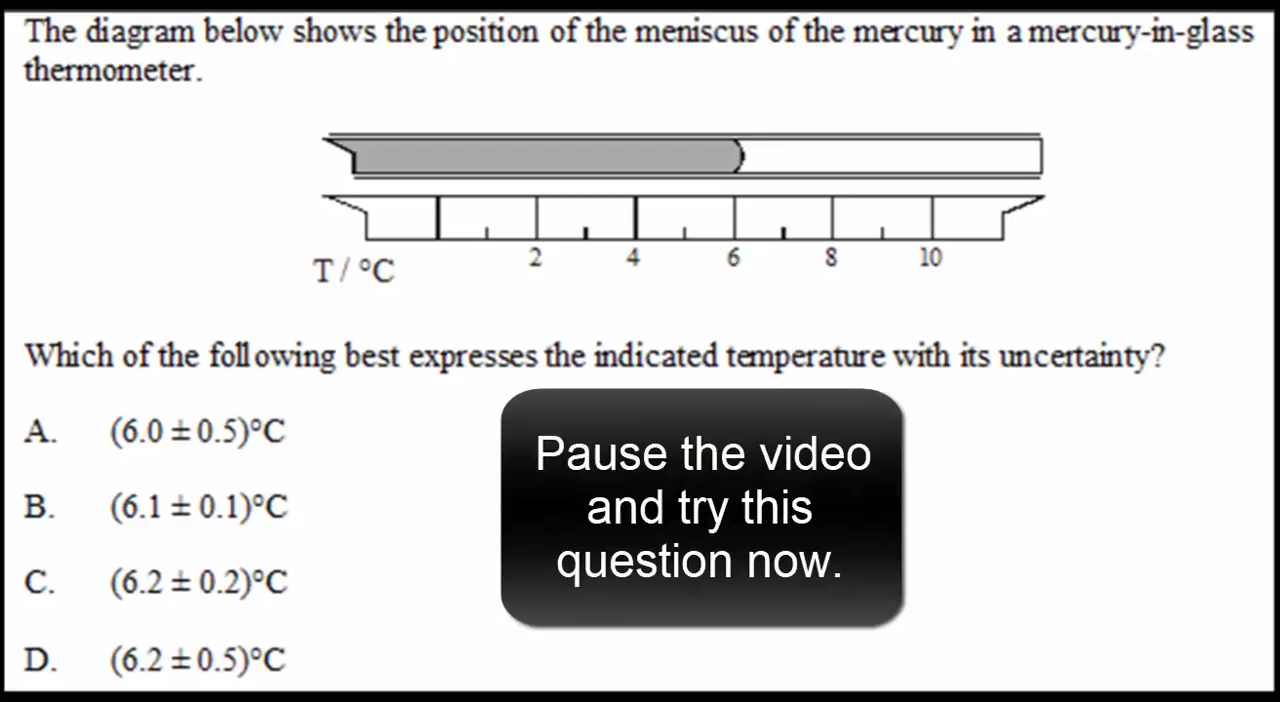 The diagram below shows the position of the meniscus of the mercury in a mercury-in-glass
thermometer.
2 4 6 8 10
T / °C
Which of the following best expresses the indicated temperature with its uncertainty?
A. (6.0 ± 0.5)°C
B. (6.1 ± 0.1)°C
C. (6.2 ± 0.2)°C
D. (6.2 ± 0.5)°C
Pause the video
and try this
question now.